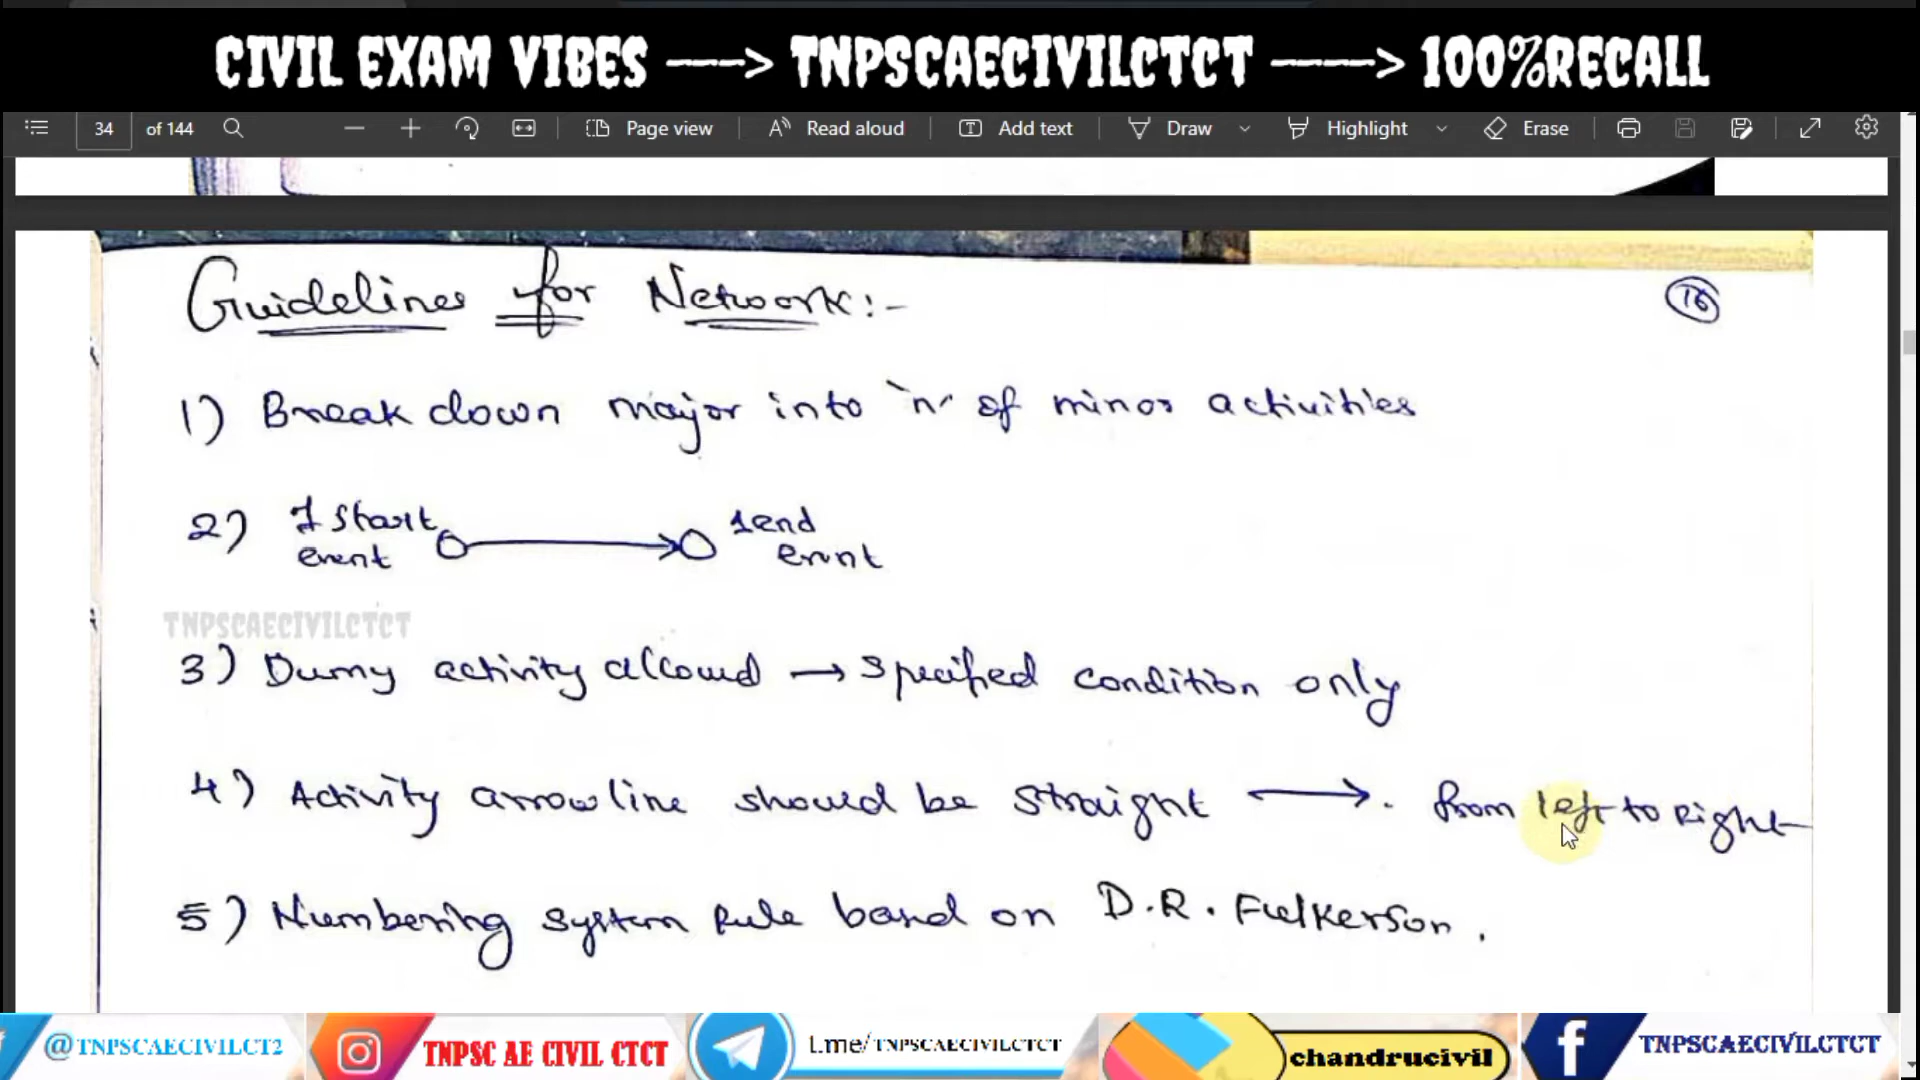 CIVIL EXAM VIBES ---> TNPSCAECIVILCTCT ----> 100%RECALL
34 of 144 Page view Read aloud Add text Draw Highlight Erase
Guidelines for Network:-
16
1) Break down major into `n' of minor activities
2) 1 start event 1 end event
TNPSCAECIVILCTCT
3) Dumy activity allowed → specified condition only
4) Activity arrowline should be straight → . from left to Right
5) Numbering system Rule based on D.R. Fulkerson.
@TNPSCAECIVILCT2 TNPSC AE CIVIL CTCT t.me/TNPSCAECIVILCTCT chandrucivil TNPSCAECIVILCTCT